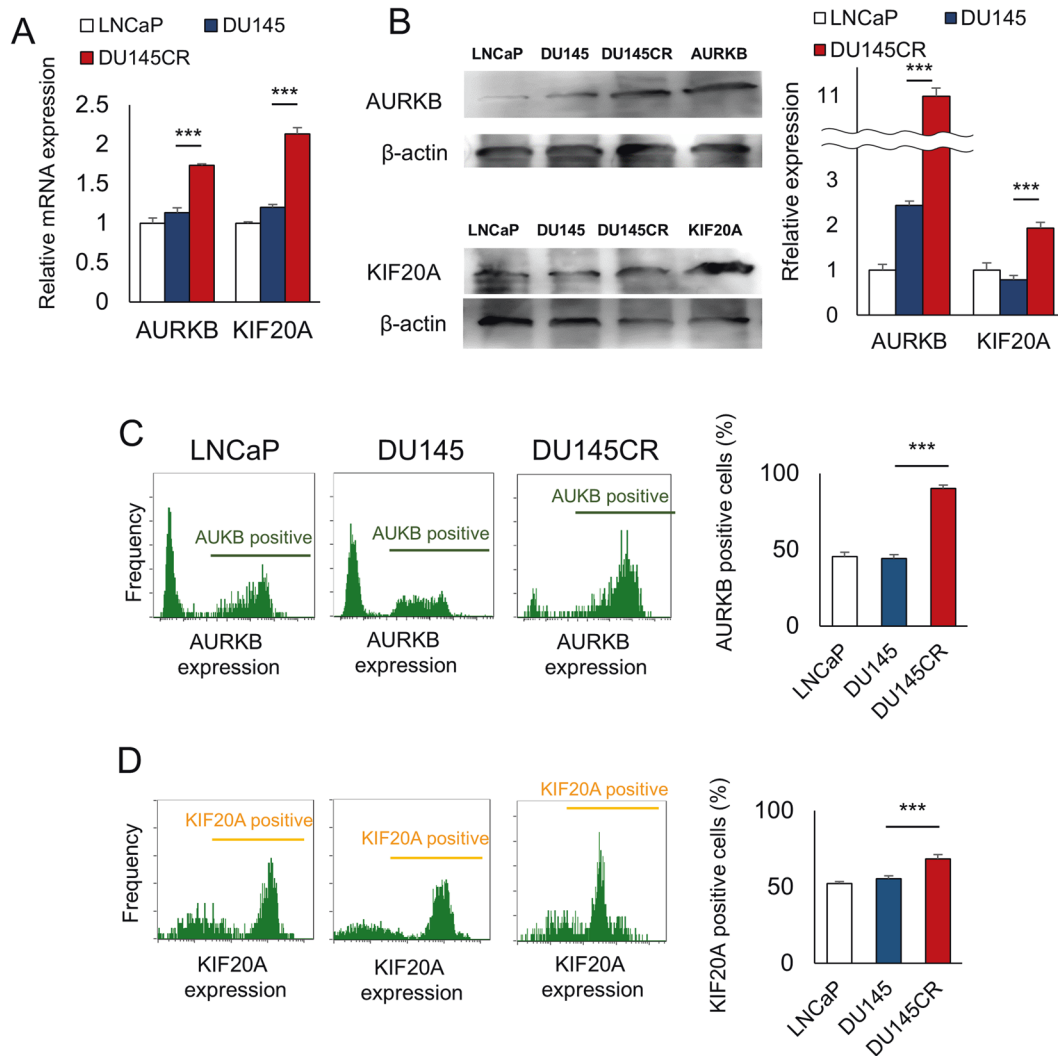 A
LNCaP
DU145
DU145CR
Relative mRNA expression
2.5
2
1.5
1
0.5
0
***
***
AURKB
KIF20A
B
LNCaP DU145 DU145CR AURKB
AURKB
β-actin
LNCaP DU145 DU145CR KIF20A
KIF20A
β-actin
LNCaP
DU145
DU145CR
Rfelative expression
11
3
2
1
0
***
***
AURKB
KIF20A
C
LNCaP
DU145
DU145CR
Frequency
AUKB positive
AUKB positive
AUKB positive
AURKB
expression
AURKB
expression
AURKB
expression
AURKB positive cells (%)
100
50
0
***
LNCaP
DU145
DU145CR
D
Frequency
KIF20A positive
KIF20A positive
KIF20A positive
KIF20A
expression
KIF20A
expression
KIF20A
expression
KIF20A positive cells (%)
100
50
0
***
LNCaP
DU145
DU145CR